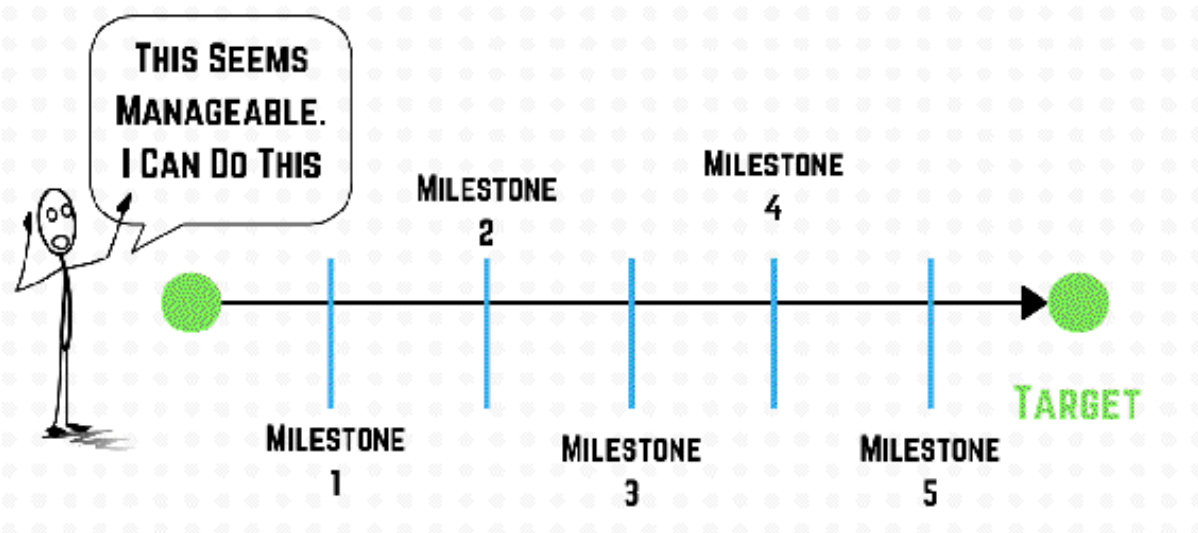 This Seems
Manageable.
I Can Do This
Milestone
1
Milestone
2
Milestone
3
Milestone
4
Milestone
5
Target